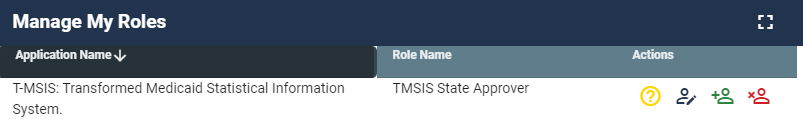 Manage My Roles
Application Name Role Name Actions
T-MSIS: Transformed Medicaid Statistical Information TMSIS State Approver
System.